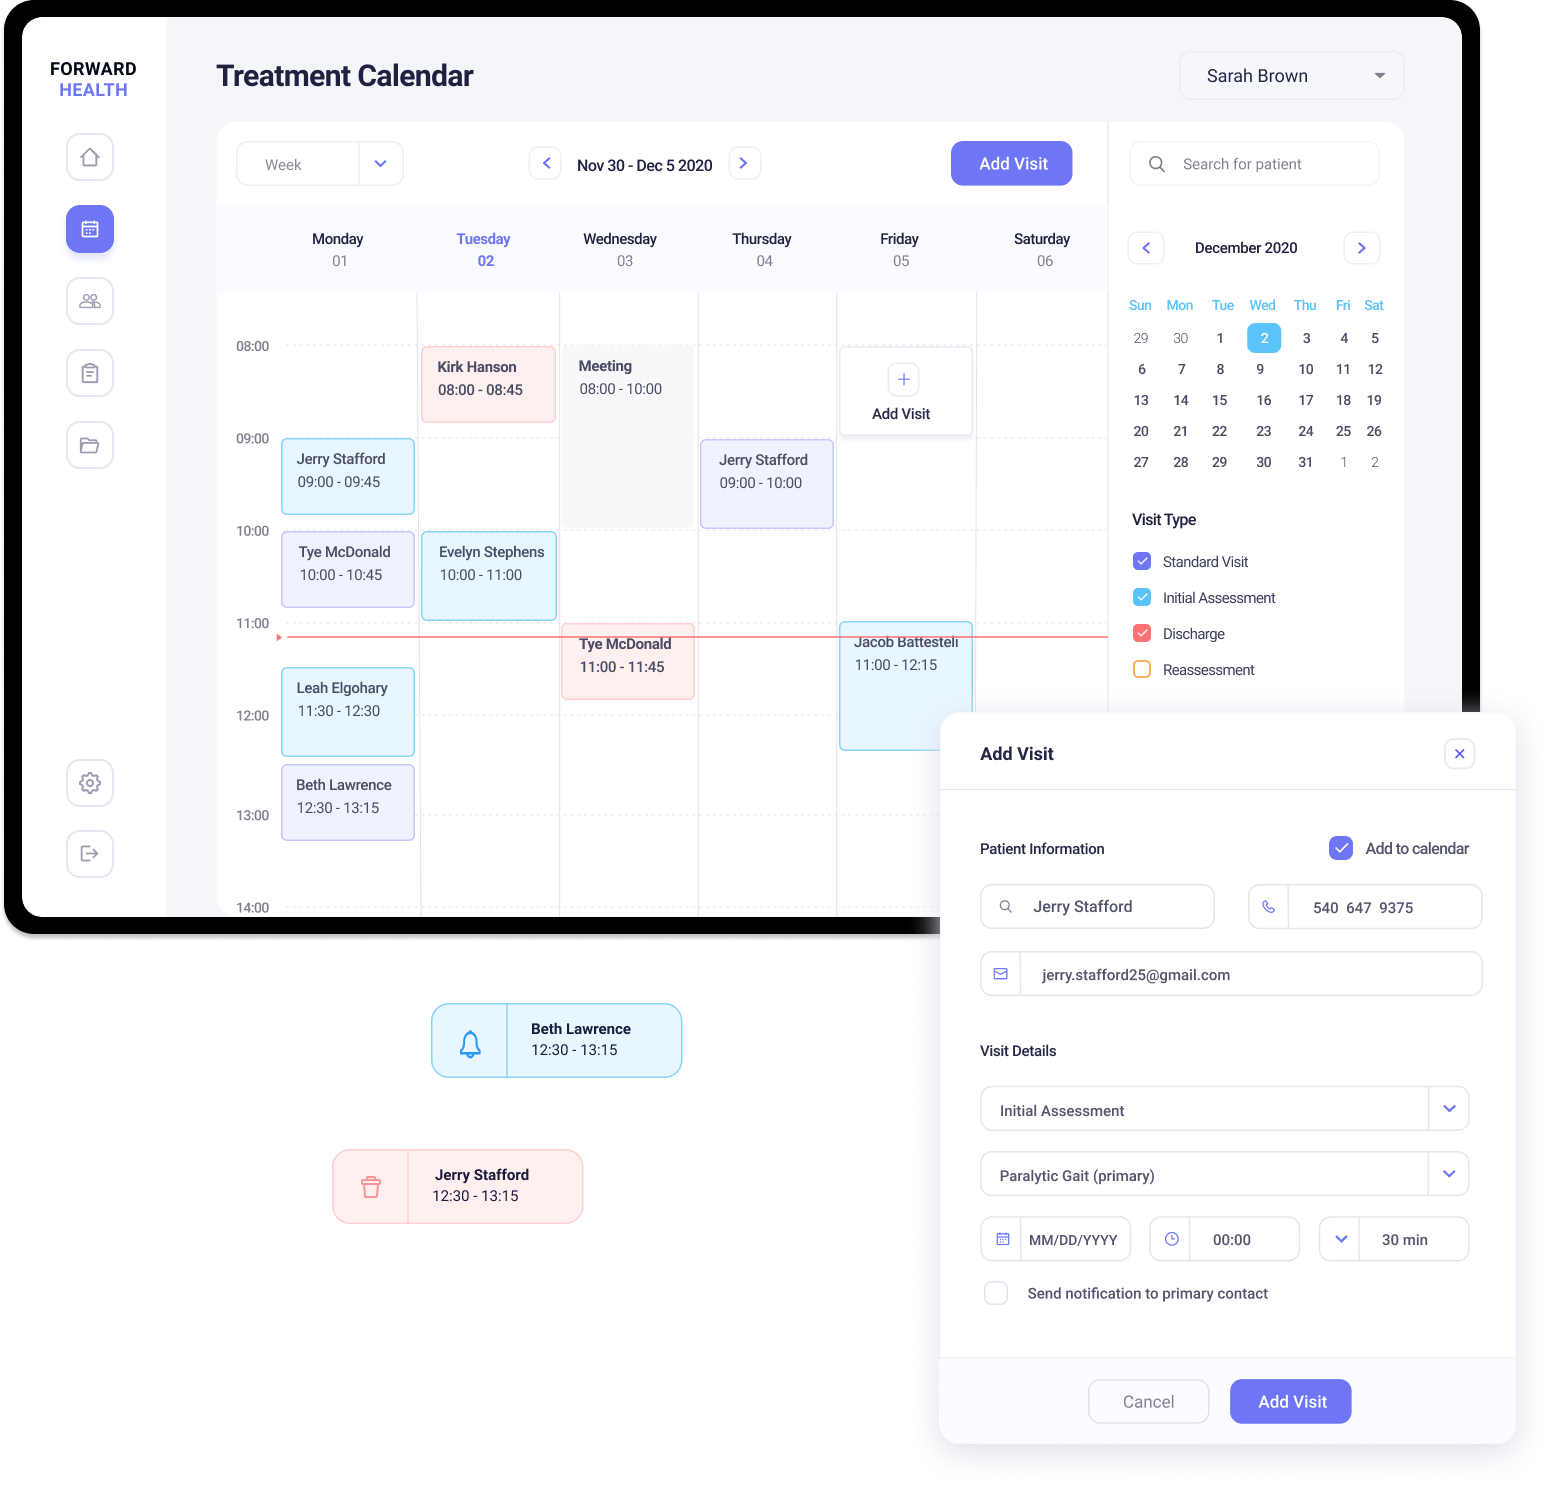 FORWARD
HEALTH
Treatment Calendar
Sarah Brown
Week
Nov 30 - Dec 5 2020
Add Visit
Search for patient
Monday Tuesday Wednesday Thursday Friday Saturday
01 02 03 04 05 06
08:00
09:00
10:00
11:00
12:00
13:00
14:00
Jerry Stafford
09:00 - 09:45
Tye McDonald
10:00 - 10:45
Leah Elgohary
11:30 - 12:30
Beth Lawrence
12:30 - 13:15
Kirk Hanson
08:00 - 08:45
Evelyn Stephens
10:00 - 11:00
Meeting
08:00 - 10:00
Tye McDonald
11:00 - 11:45
Jerry Stafford
09:00 - 10:00
Add Visit
Jacob Battesteli
11:00 - 12:15
December 2020
Sun Mon Tue Wed Thu Fri Sat
29 30 1 2 3 4 5
6 7 8 9 10 11 12
13 14 15 16 17 18 19
20 21 22 23 24 25 26
27 28 29 30 31 1 2
Visit Type
Standard Visit
Initial Assessment
Discharge
Reassessment
Add Visit
Patient Information
Add to calendar
Jerry Stafford
540 647 9375
jerry.stafford25@gmail.com
Visit Details
Initial Assessment
Paralytic Gait (primary)
MM/DD/YYYY
00:00
30 min
Send notification to primary contact
Cancel
Add Visit
Beth Lawrence
12:30 - 13:15
Jerry Stafford
12:30 - 13:15